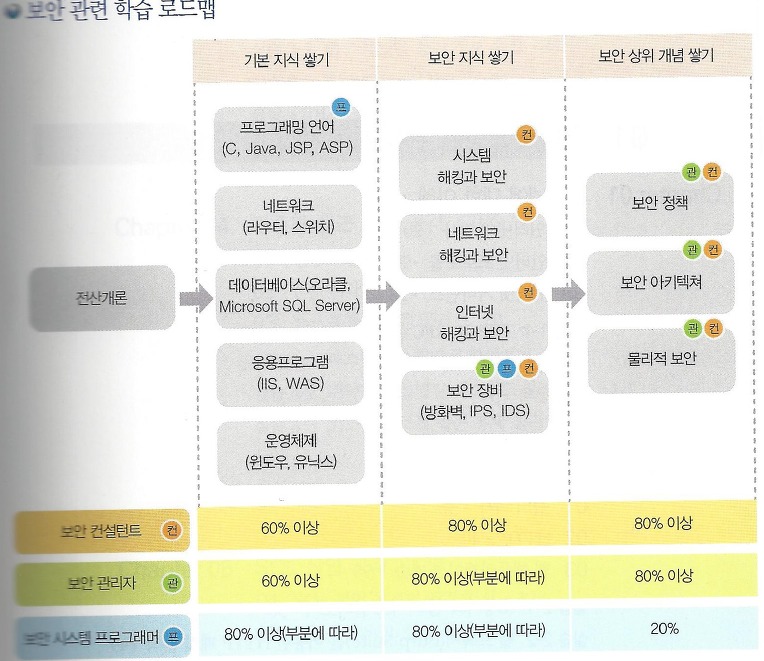 보안 관련 학습 로드맵
기본 지식 쌓기
보안 지식 쌓기
보안 상위 개념 쌓기
전산개론
프
프로그래밍 언어
(C, Java, JSP, ASP)
네트워크
(라우터, 스위치)
데이터베이스(오라클,
Microsoft SQL Server)
응용프로그램
(IIS, WAS)
운영체제
(윈도우, 유닉스)
컨
시스템
해킹과 보안
컨
네트워크
해킹과 보안
컨
인터넷
해킹과 보안
관 프 컨
보안 장비
(방화벽, IPS, IDS)
관 컨
보안 정책
관 컨
보안 아키텍쳐
관 컨
물리적 보안
보안 컨설턴트 컨
60% 이상
80% 이상
80% 이상
보안 관리자 관
60% 이상
80% 이상(부분에 따라)
80% 이상
보안 시스템 프로그래머 프
80% 이상(부분에 따라)
80% 이상(부분에 따라)
20%